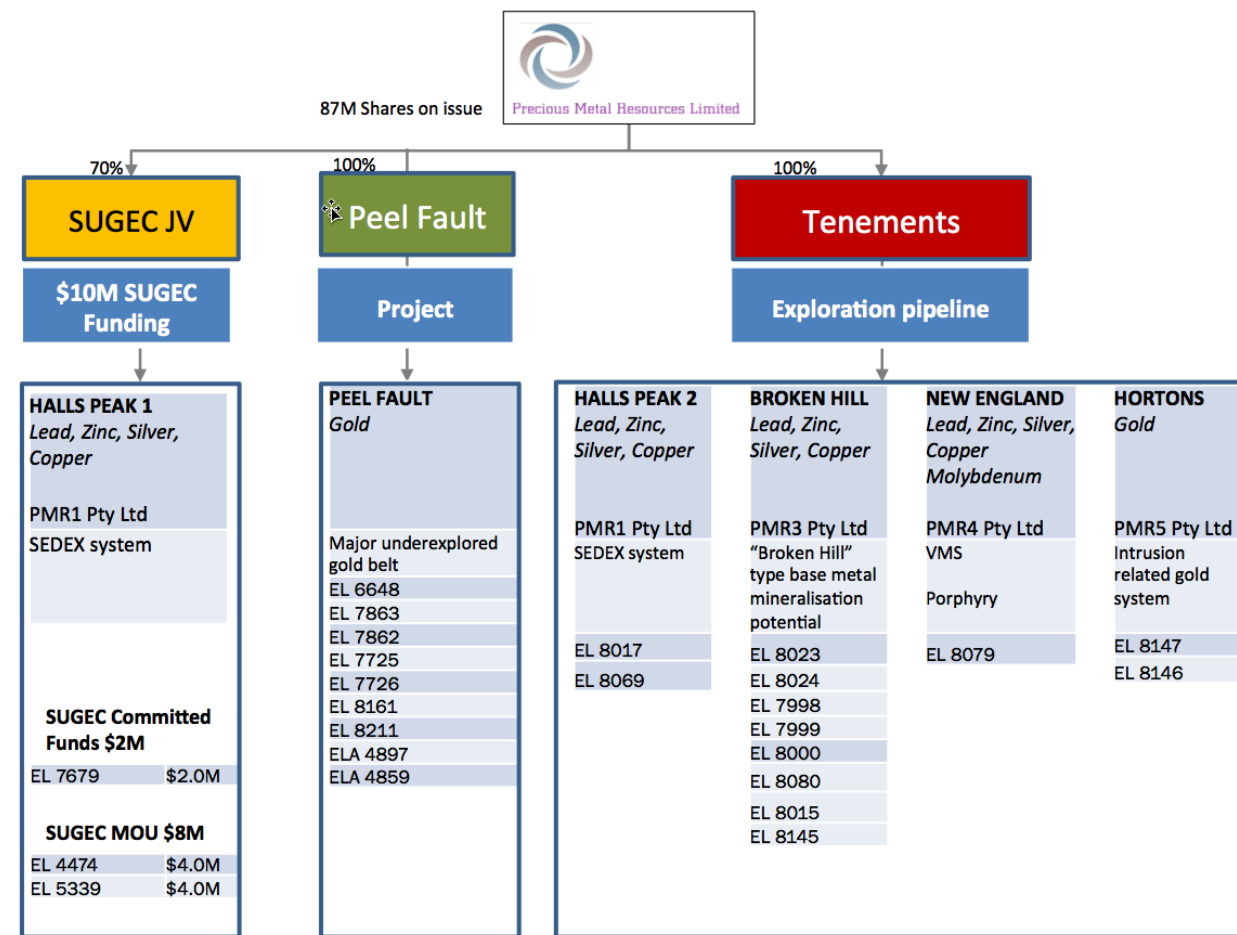 87M Shares on issue
Precious Metal Resources Limited
70%
100%
100%
SUGEC JV
Peel Fault
Tenements
$10M SUGEC
Funding
Project
Exploration pipeline
HALLS PEAK 1
Lead, Zinc, Silver,
Copper
PMR1 Pty Ltd
SEDEX system
SUGEC Committed
Funds $2M
EL 7679 $2.0M
SUGEC MOU $8M
EL 4474 $4.0M
EL 5339 $4.0M
PEEL FAULT
Gold
Major underexplored
gold belt
EL 6648
EL 7863
EL 7862
EL 7725
EL 7726
EL 8161
EL 8211
ELA 4897
ELA 4859
HALLS PEAK 2
Lead, Zinc,
Silver, Copper
PMR1 Pty Ltd
SEDEX system
EL 8017
EL 8069
BROKEN HILL
Lead, Zinc,
Silver, Copper
PMR3 Pty Ltd
“Broken Hill”
type base metal
mineralisation
potential
EL 8023
EL 8024
EL 7998
EL 7999
EL 8000
EL 8080
EL 8015
EL 8145
NEW ENGLAND
Lead, Zinc, Silver,
Copper
Molybdenum
PMR4 Pty Ltd
VMS
Porphyry
EL 8079
HORTONS
Gold
PMR5 Pty Ltd
Intrusion
related gold
system
EL 8147
EL 8146